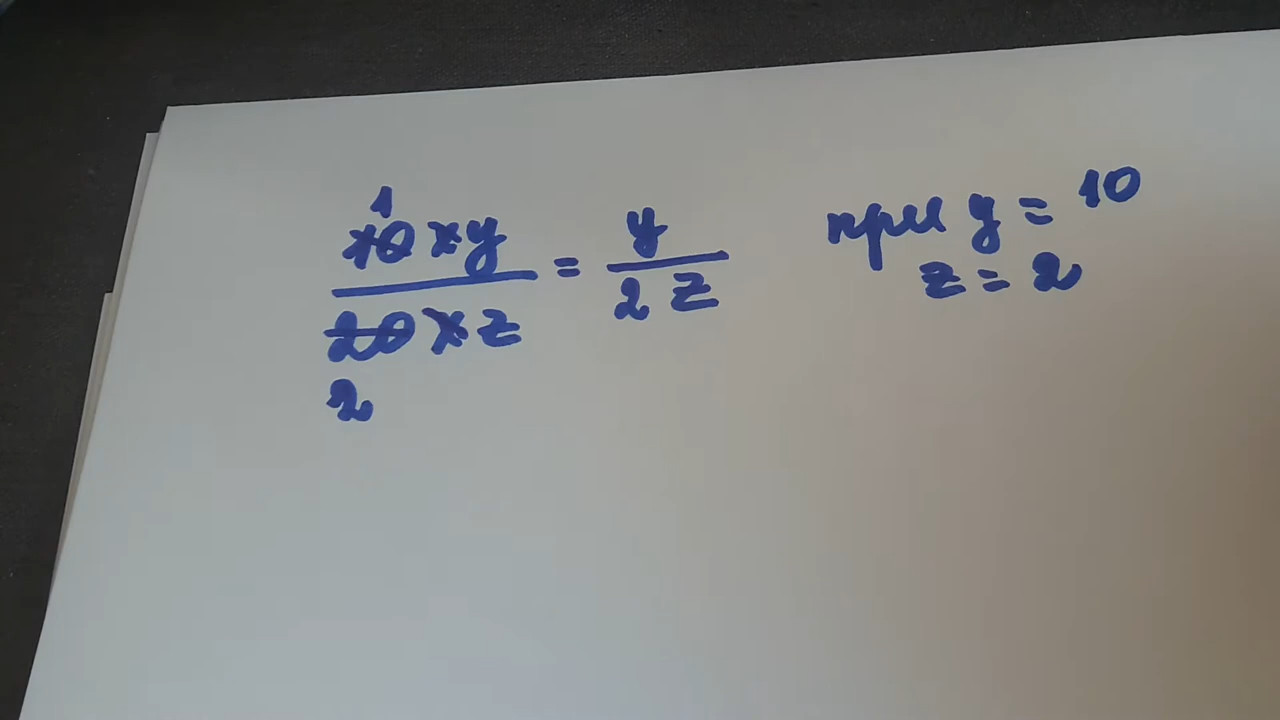 1
10xy / 20xz = y / 2z при y = 10
z = 2
2